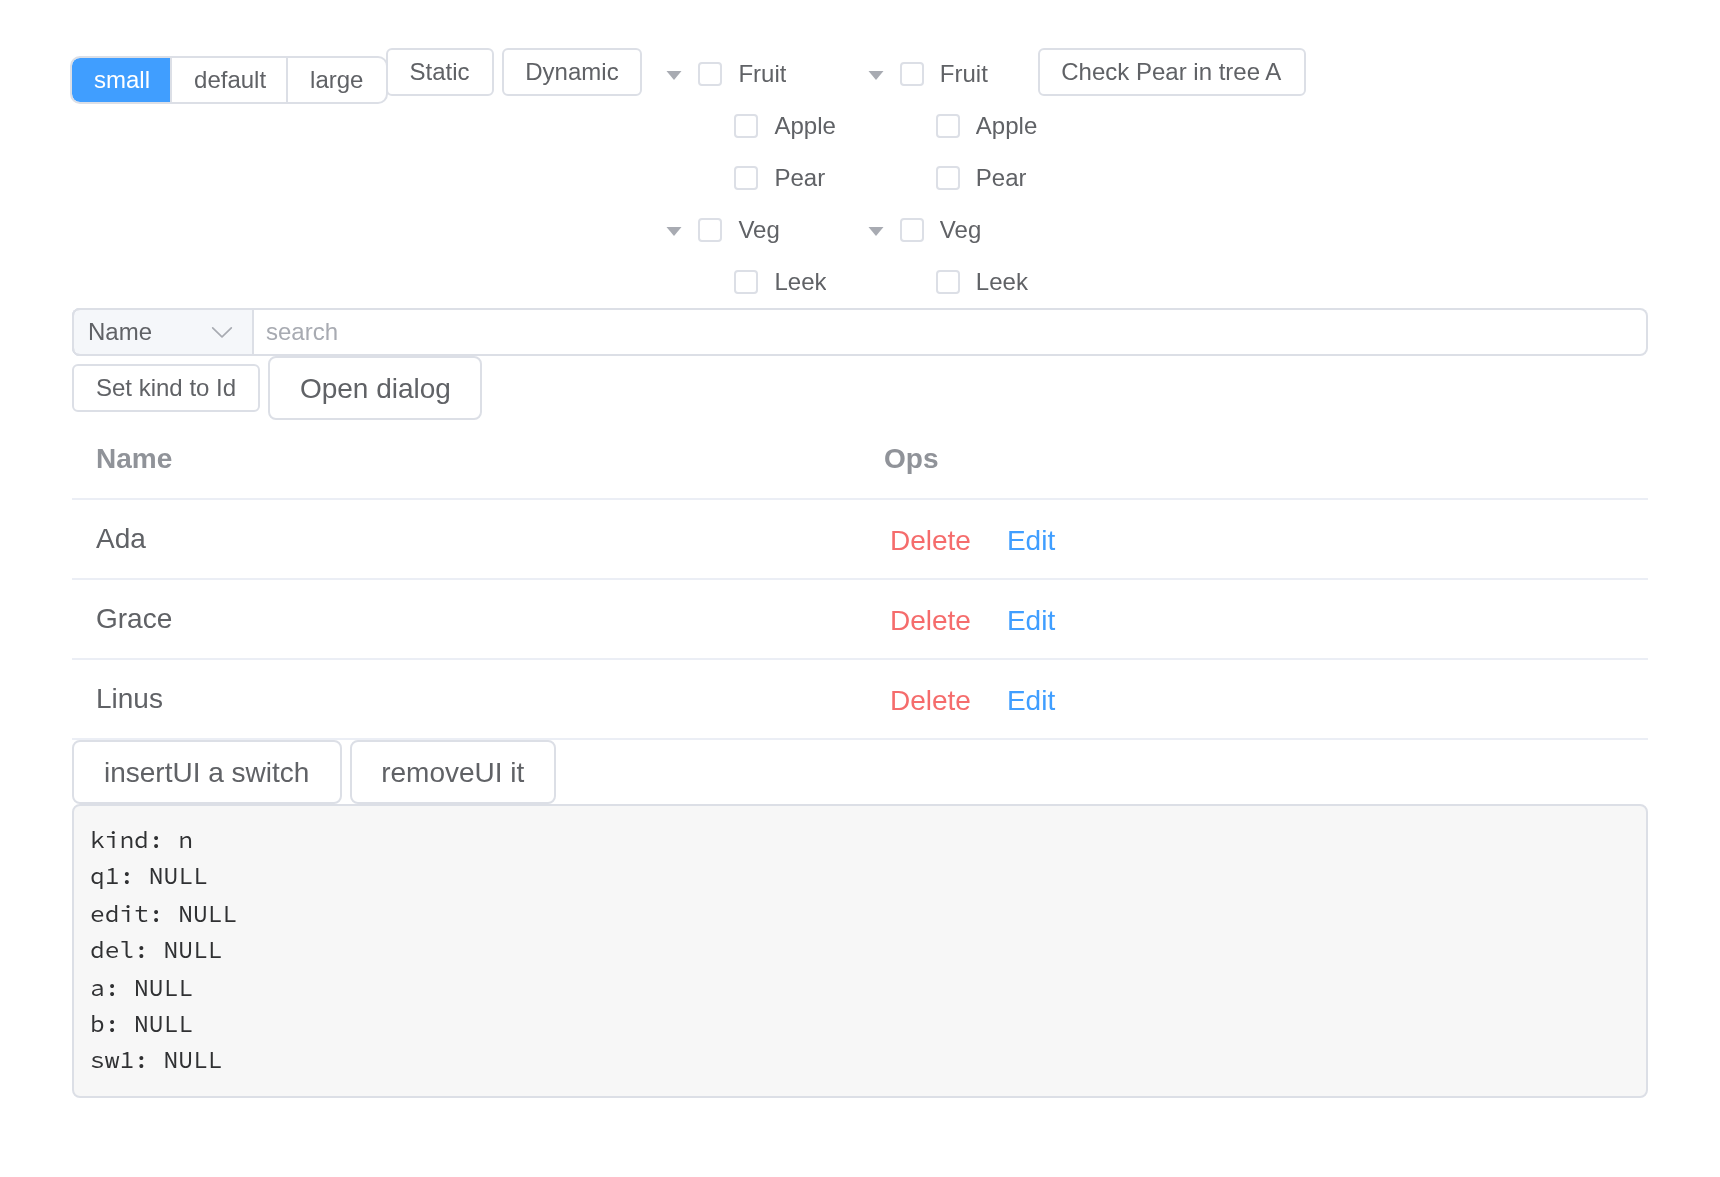 small default large Static Dynamic Fruit Fruit Check Pear in tree A
Apple Apple
Pear Pear
Veg Veg
Leek Leek
Name search
Set kind to Id Open dialog
Name Ops
Ada Delete Edit
Grace Delete Edit
Linus Delete Edit
insertUI a switch removeUI it
kind: n
q1: NULL
edit: NULL
del: NULL
a: NULL
b: NULL
sw1: NULL